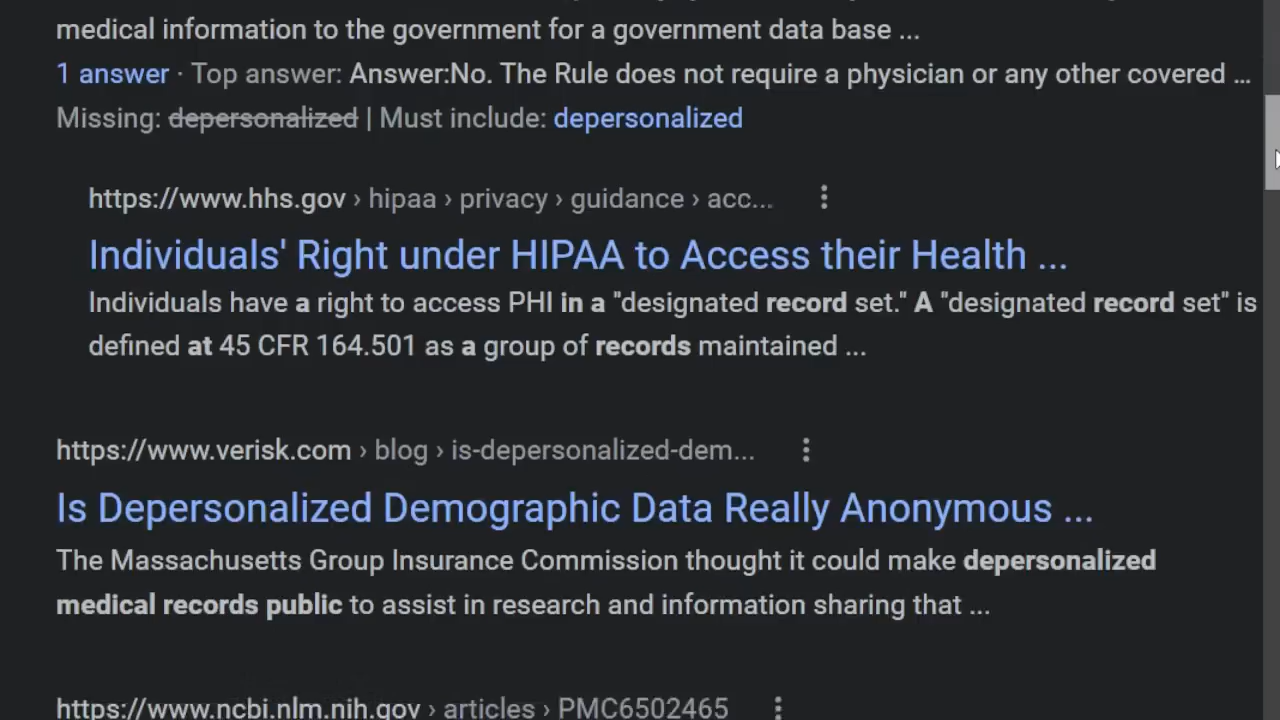 medical information to the government for a government data base ...
1 answer · Top answer: Answer:No. The Rule does not require a physician or any other covered ...
Missing: depersonalized | Must include: depersonalized
https://www.hhs.gov › hipaa › privacy › guidance › acc...
Individuals' Right under HIPAA to Access their Health ...
Individuals have a right to access PHI in a "designated record set." A "designated record set" is
defined at 45 CFR 164.501 as a group of records maintained ...
https://www.verisk.com › blog › is-depersonalized-dem...
Is Depersonalized Demographic Data Really Anonymous ...
The Massachusetts Group Insurance Commission thought it could make depersonalized
medical records public to assist in research and information sharing that ...
https://www.ncbi.nlm.nih.gov › articles › PMC6502465